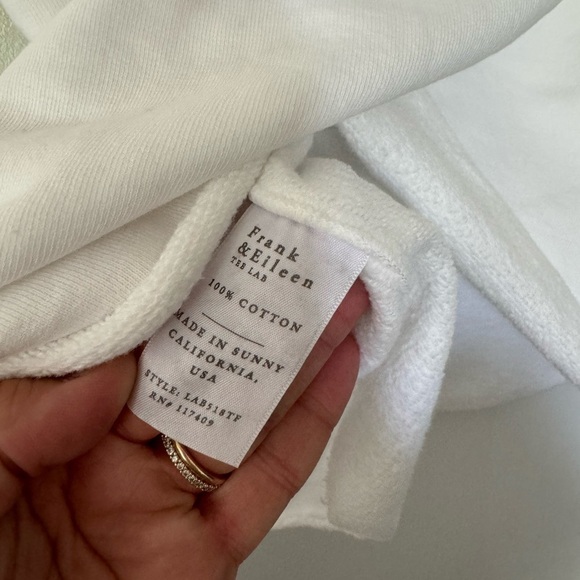 Frank
&Eileen
TEE LAB
100% COTTON
MADE IN SUNNY
CALIFORNIA,
USA
STYLE: LAB518TF
RN# 117409